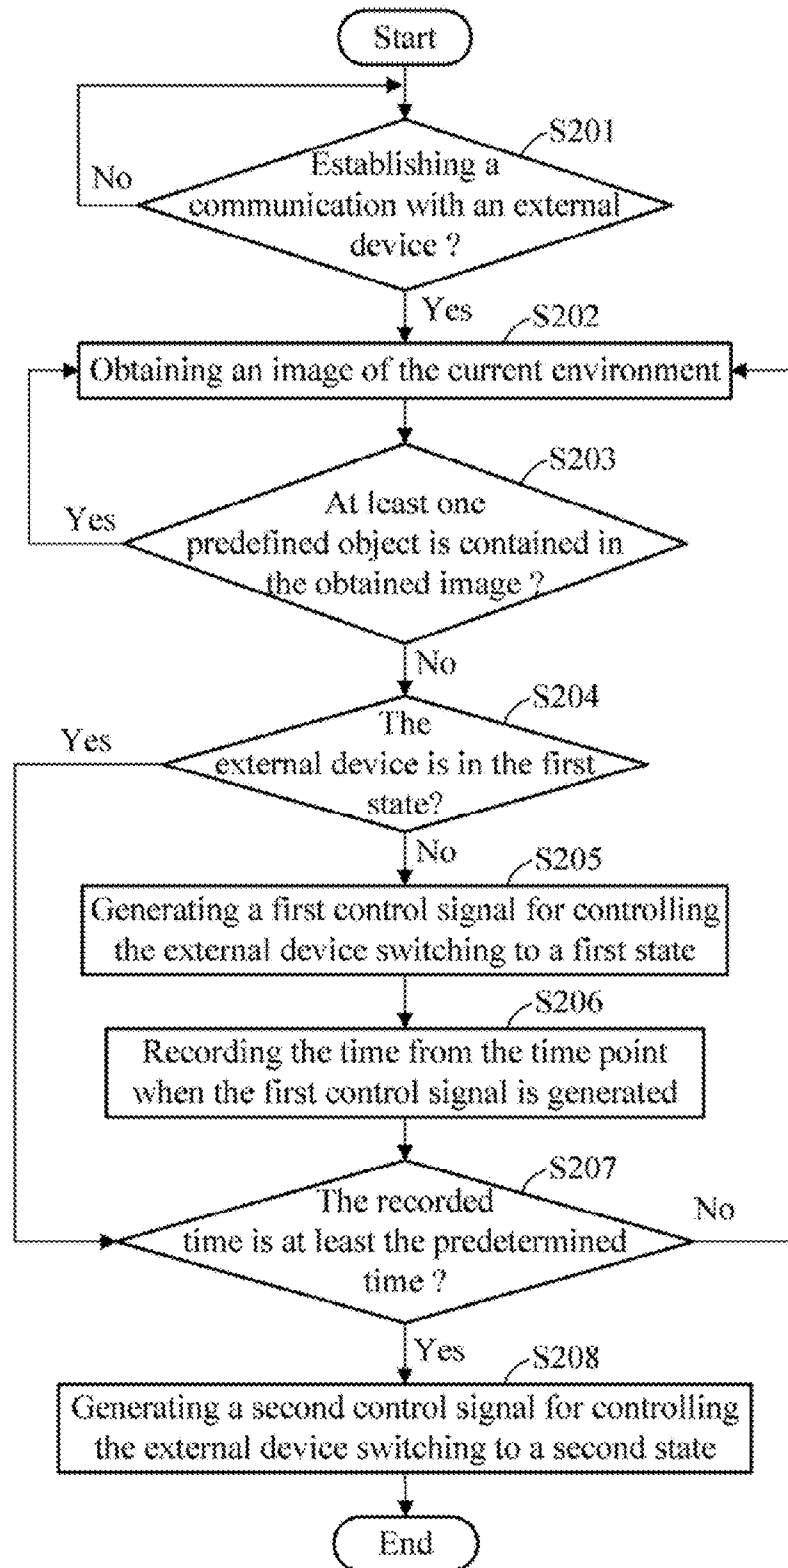 Start
S201
No
Establishing a
communication with an external
device ?
Yes
S202
Obtaining an image of the current environment
S203
Yes
At least one
predefined object is contained in
the obtained image ?
No
S204
Yes
The
external device is in the first
state?
No
S205
Generating a first control signal for controlling
the external device switching to a first state
S206
Recording the time from the time point
when the first control signal is generated
S207
The recorded
time is at least the predetermined
time ?
No
Yes
S208
Generating a second control signal for controlling
the external device switching to a second state
End